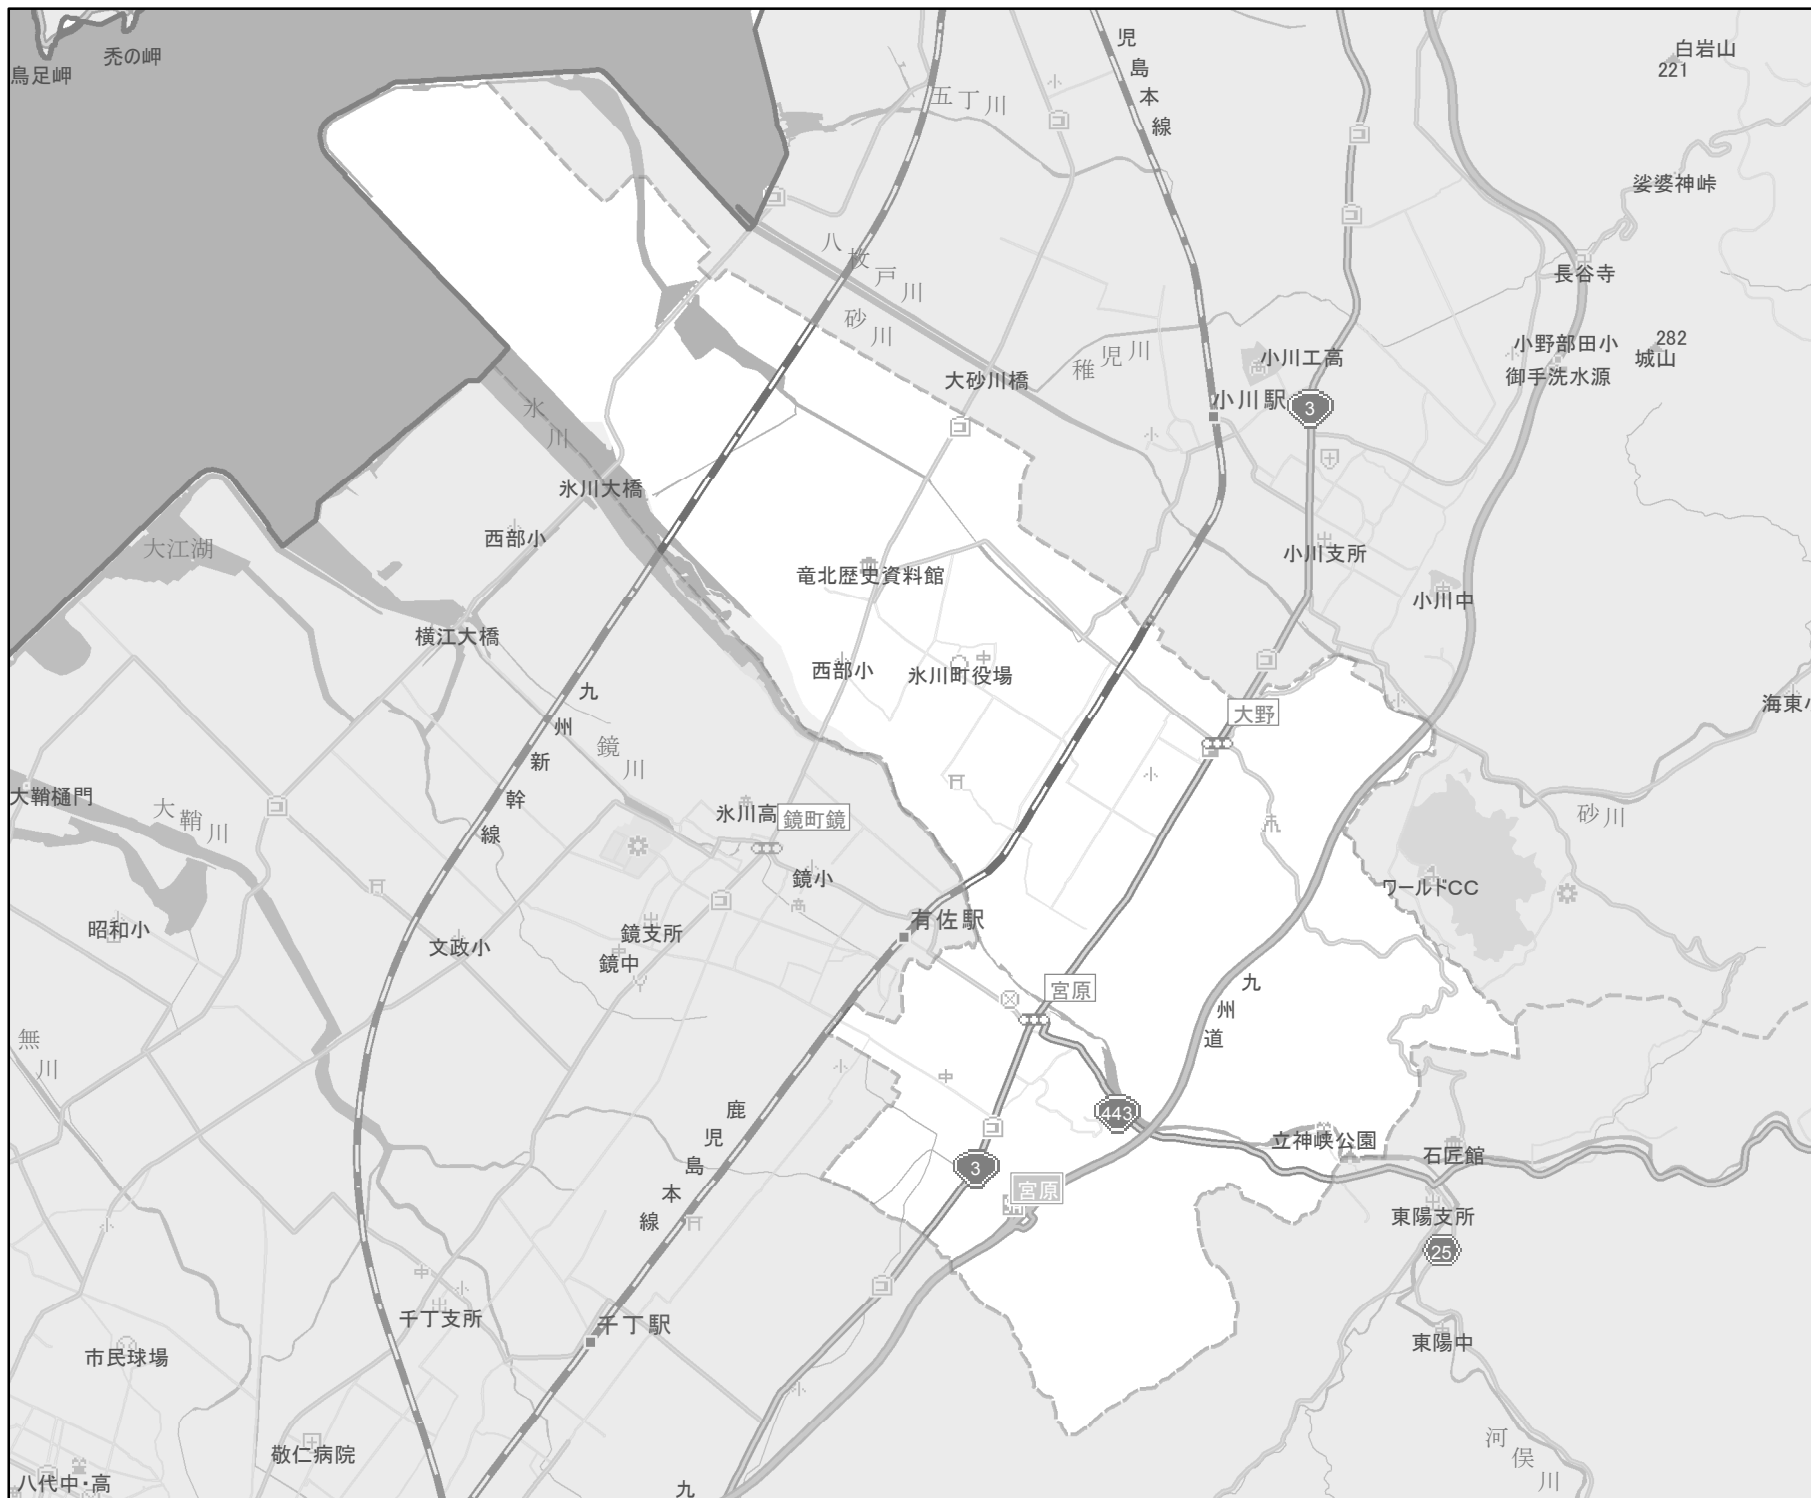 禿の岬
鳥足岬
児島本線
白岩山
221
五丁川
娑婆神峠
八枚戸川
長谷寺
砂川
稚児川
小川工高
小野部田小
282
城山
御手洗水源
大砂川橋
小川駅
3
氷川
氷川大橋
西部小
大江湖
小川支所
竜北歴史資料館
小川中
横江大橋
西部小
氷川町役場
九州新幹線
大野
海東小
鏡川
大鞘樋門
大鞘川
氷川高
鏡町鏡
砂川
鏡小
ワールドCC
昭和小
文政小
鏡支所
有佐駅
鏡中
宮原
九州道
無川
鹿児島本線
443
立神峡公園
石匠館
3
宮原
東陽支所
25
千丁支所
千丁駅
東陽中
市民球場
敬仁病院
河俣川
八代中・高
九